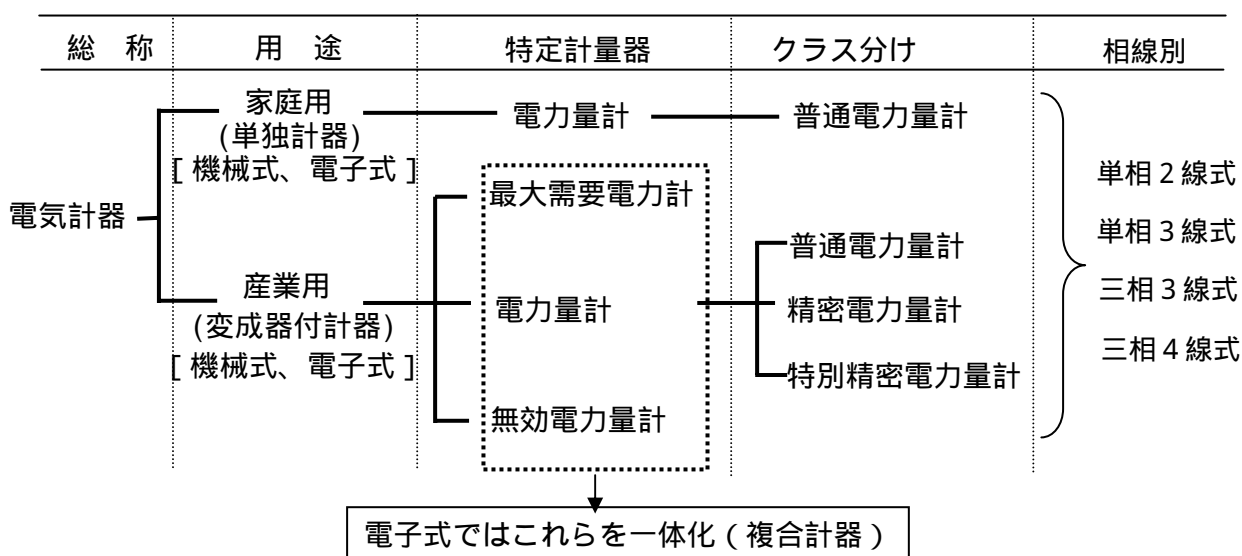 総 称 用 途 特定計量器 クラス分け 相線別
家庭用 電力量計 普通電力量計
(単独計器)
[ 機械式、電子式 ]
最大需要電力計
単相2線式
電気計器
単相3線式
普通電力量計
産業用 電力量計 精密電力量計
三相3線式
(変成器付計器)
三相4線式
[ 機械式、電子式 ]
特別精密電力量計
無効電力量計
電子式ではこれらを一体化(複合計器)